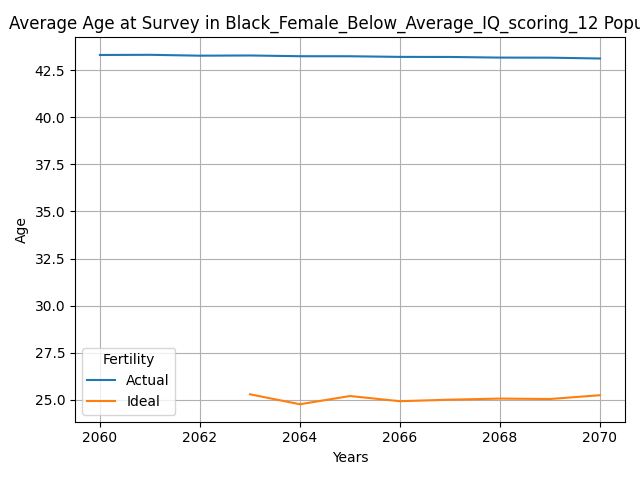 Average Age at Survey in Black_Female_Below_Average_IQ_scoring_12 Popu
42.5
40.0
37.5
35.0
32.5
30.0
27.5
25.0
Age
Fertility
Actual
Ideal
2060 2062 2064 2066 2068 2070
Years